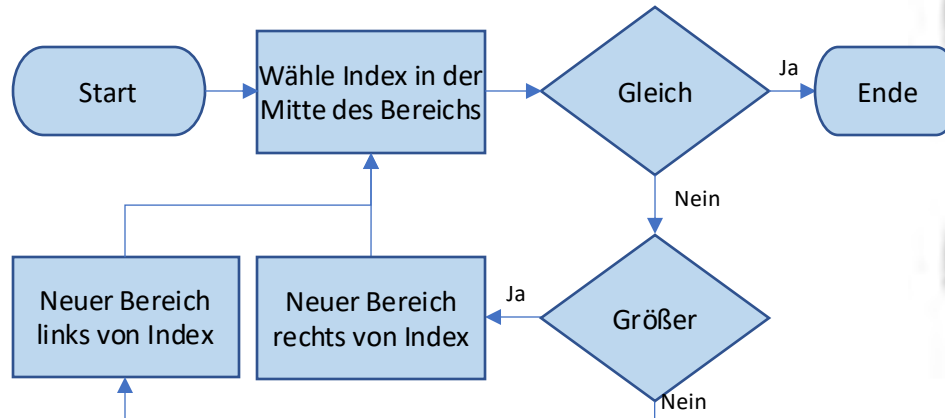 Start
Wähle Index in der
Mitte des Bereichs
Gleich
Ja
Ende
Nein
Neuer Bereich
links von Index
Neuer Bereich
rechts von Index
Ja
Größer
Nein